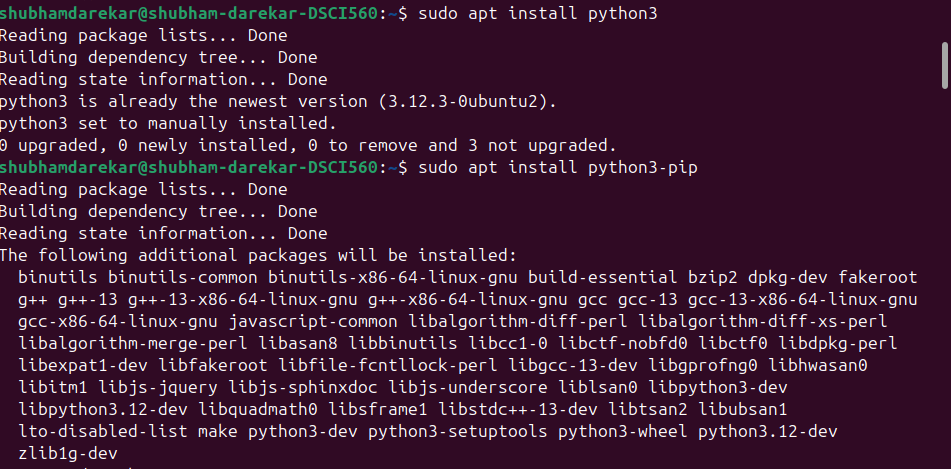 shubhamdarekar@shubham-darekar-DSCI560:~$ sudo apt install python3
Reading package lists... Done
Building dependency tree... Done
Reading state information... Done
python3 is already the newest version (3.12.3-0ubuntu2).
python3 set to manually installed.
0 upgraded, 0 newly installed, 0 to remove and 3 not upgraded.
shubhamdarekar@shubham-darekar-DSCI560:~$ sudo apt install python3-pip
Reading package lists... Done
Building dependency tree... Done
Reading state information... Done
The following additional packages will be installed:
binutils binutils-common binutils-x86-64-linux-gnu build-essential bzip2 dpkg-dev fakeroot
g++ g++-13 g++-13-x86-64-linux-gnu g++-x86-64-linux-gnu gcc gcc-13 gcc-13-x86-64-linux-gnu
gcc-x86-64-linux-gnu javascript-common libalgorithm-diff-perl libalgorithm-diff-xs-perl
libalgorithm-merge-perl libasan8 libbinutils libcc1-0 libctf-nobfd0 libctf0 libdpkg-perl
libexpat1-dev libfakeroot libfile-fcntllock-perl libgcc-13-dev libgprofng0 libhwasan0
libitm1 libjs-jquery libjs-sphinxdoc libjs-underscore liblsan0 libpython3-dev
libpython3.12-dev libquadmath0 libsframe1 libstdc++-13-dev libtsan2 libubsan1
lto-disabled-list make python3-dev python3-setuptools python3-wheel python3.12-dev
zlib1g-dev